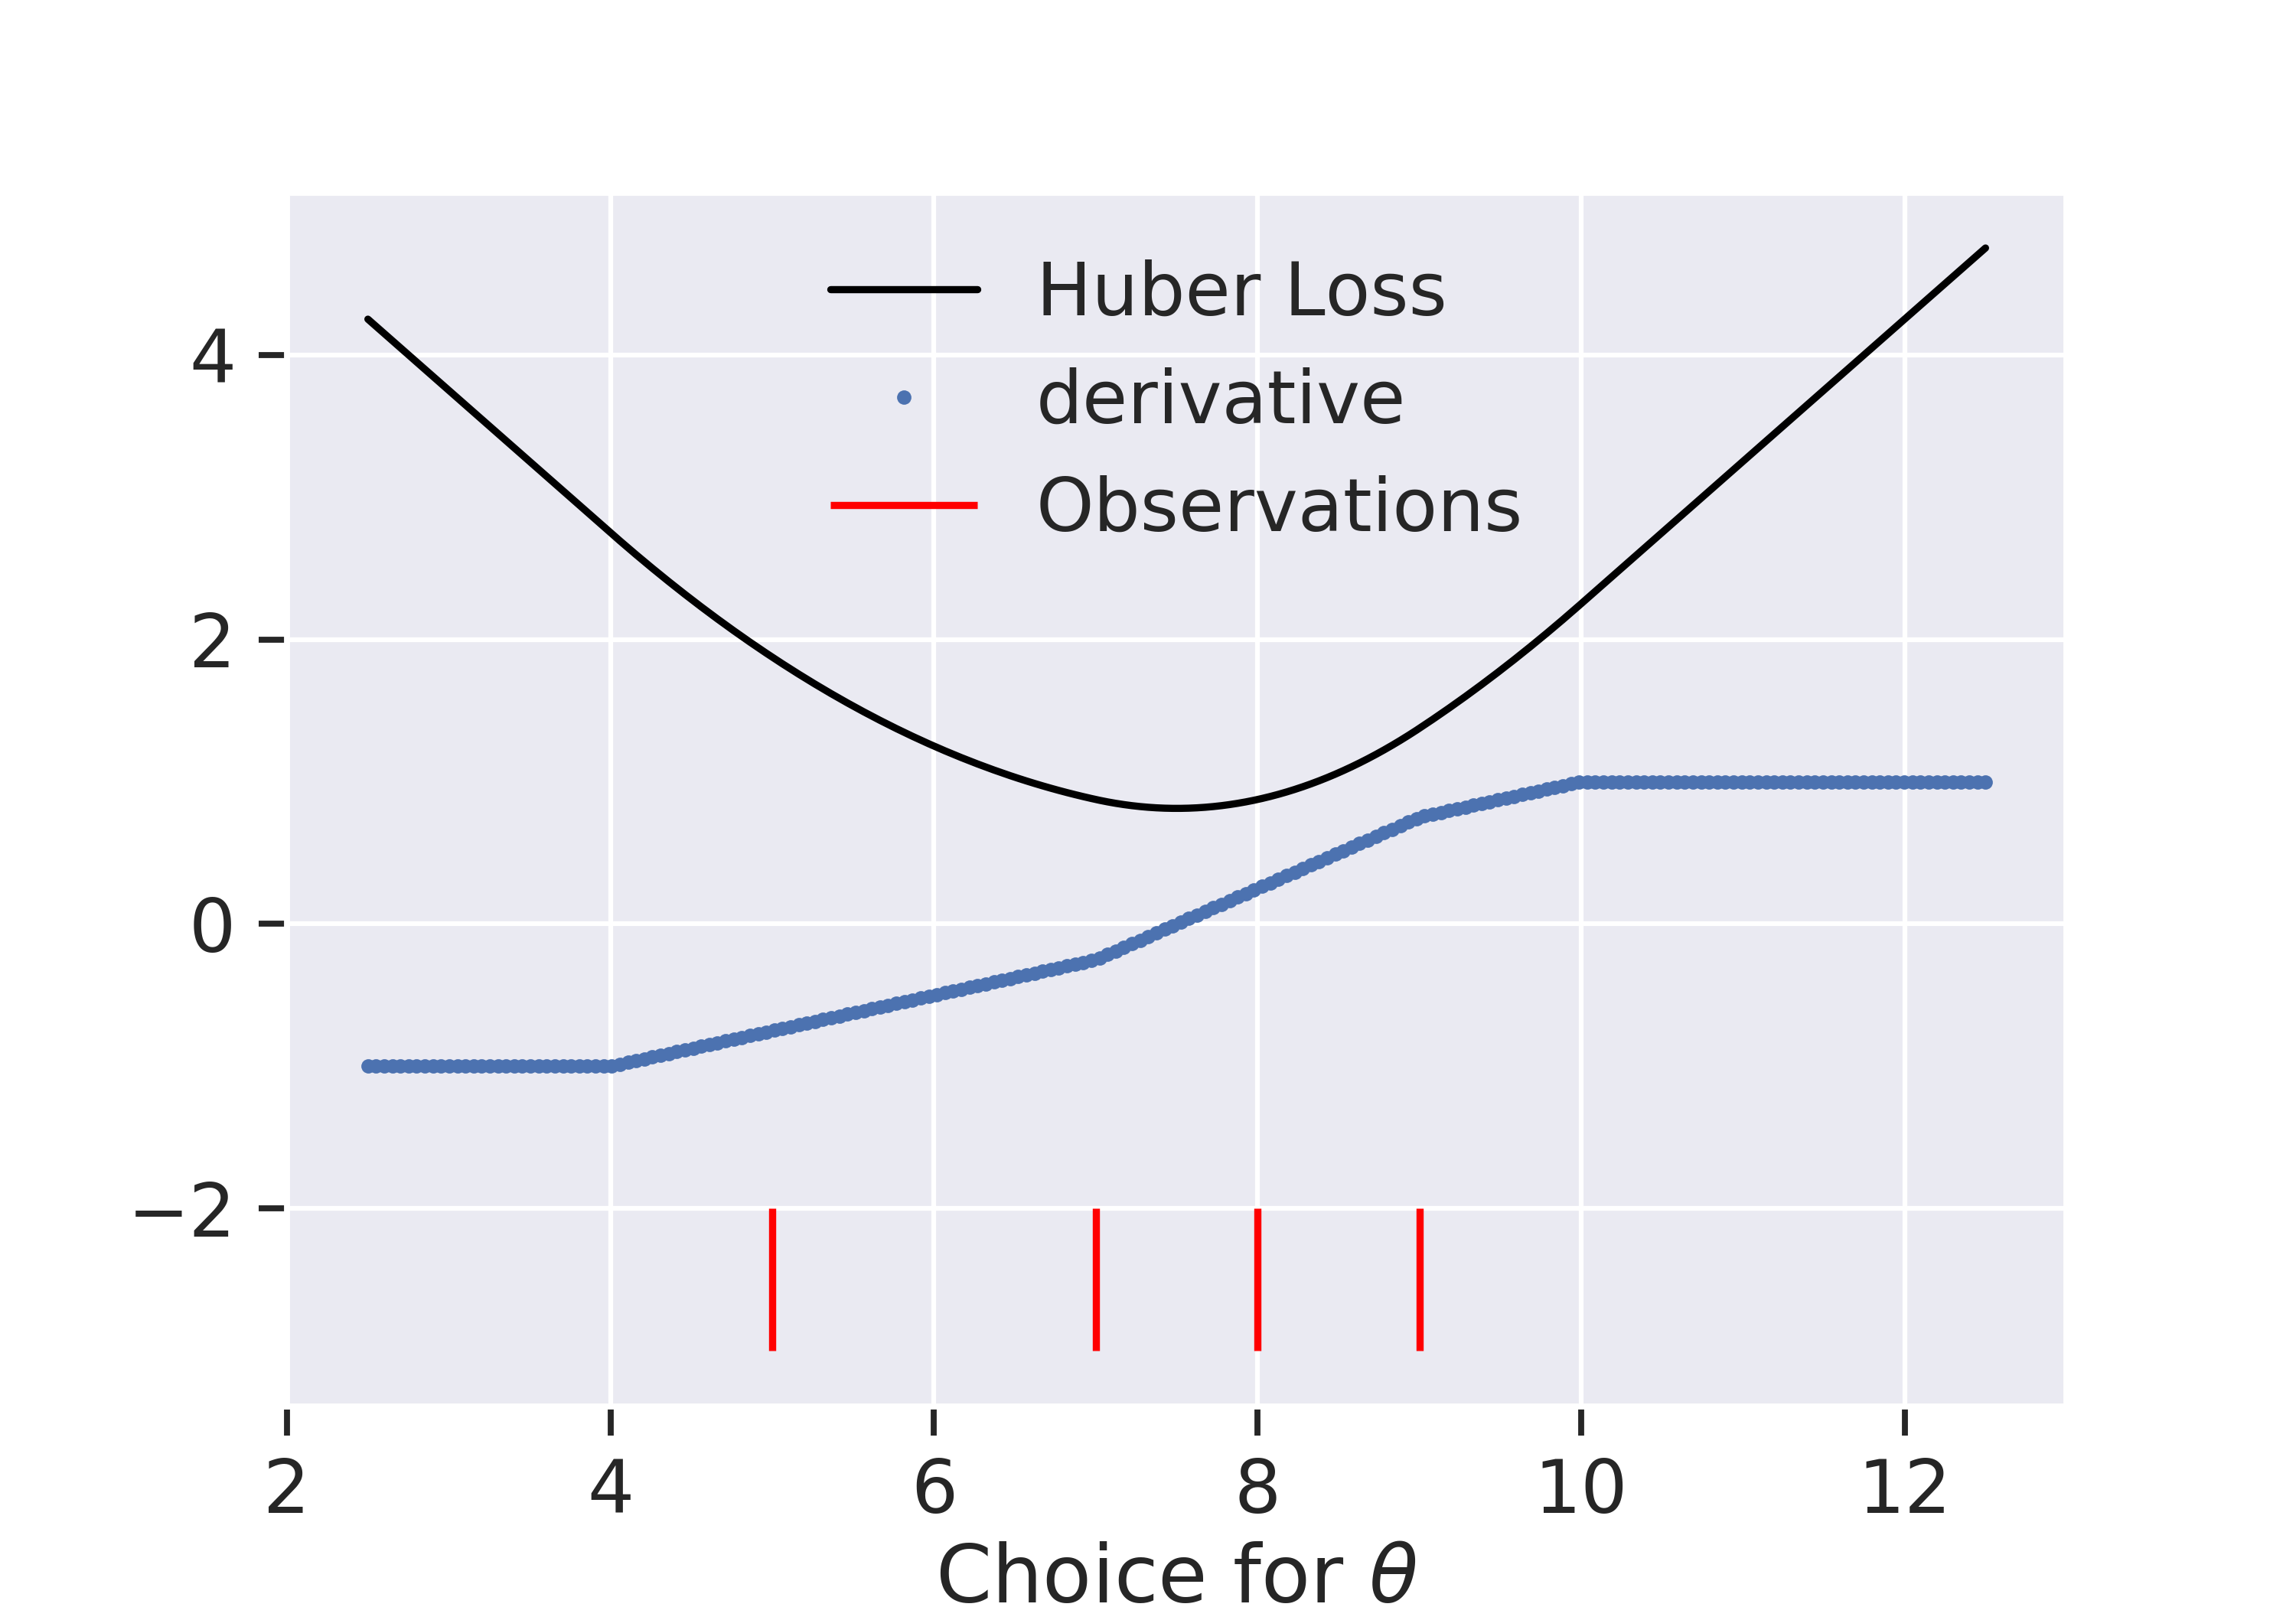 Huber Loss
derivative
Observations
4
2
0
−2
2 4 6 8 10 12
Choice for θ